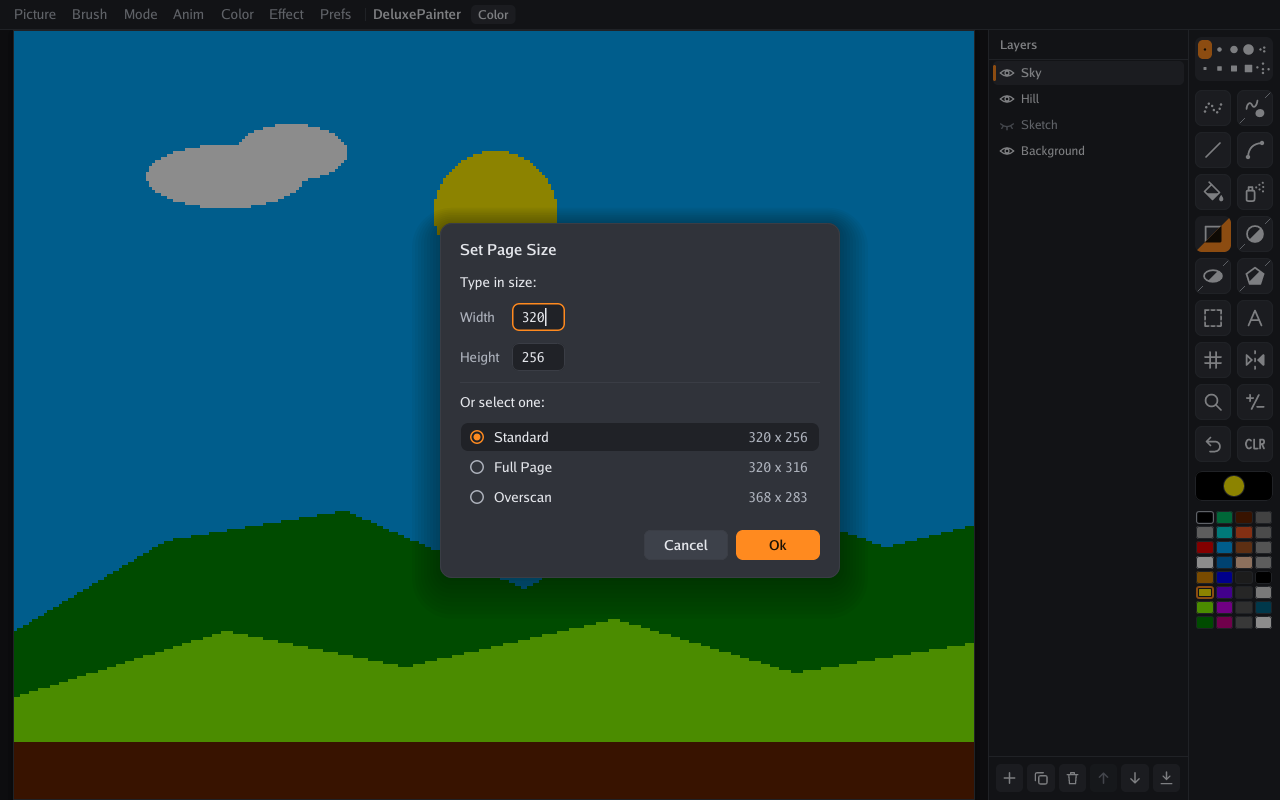 Picture Brush Mode Anim Color Effect Prefs DeluxePainter Color
Layers
Sky
Hill
Sketch
Background
CLR
Set Page Size
Type in size:
Width 320
Height 256
Or select one:
Standard 320 x 256
Full Page 320 x 316
Overscan 368 x 283
Cancel Ok